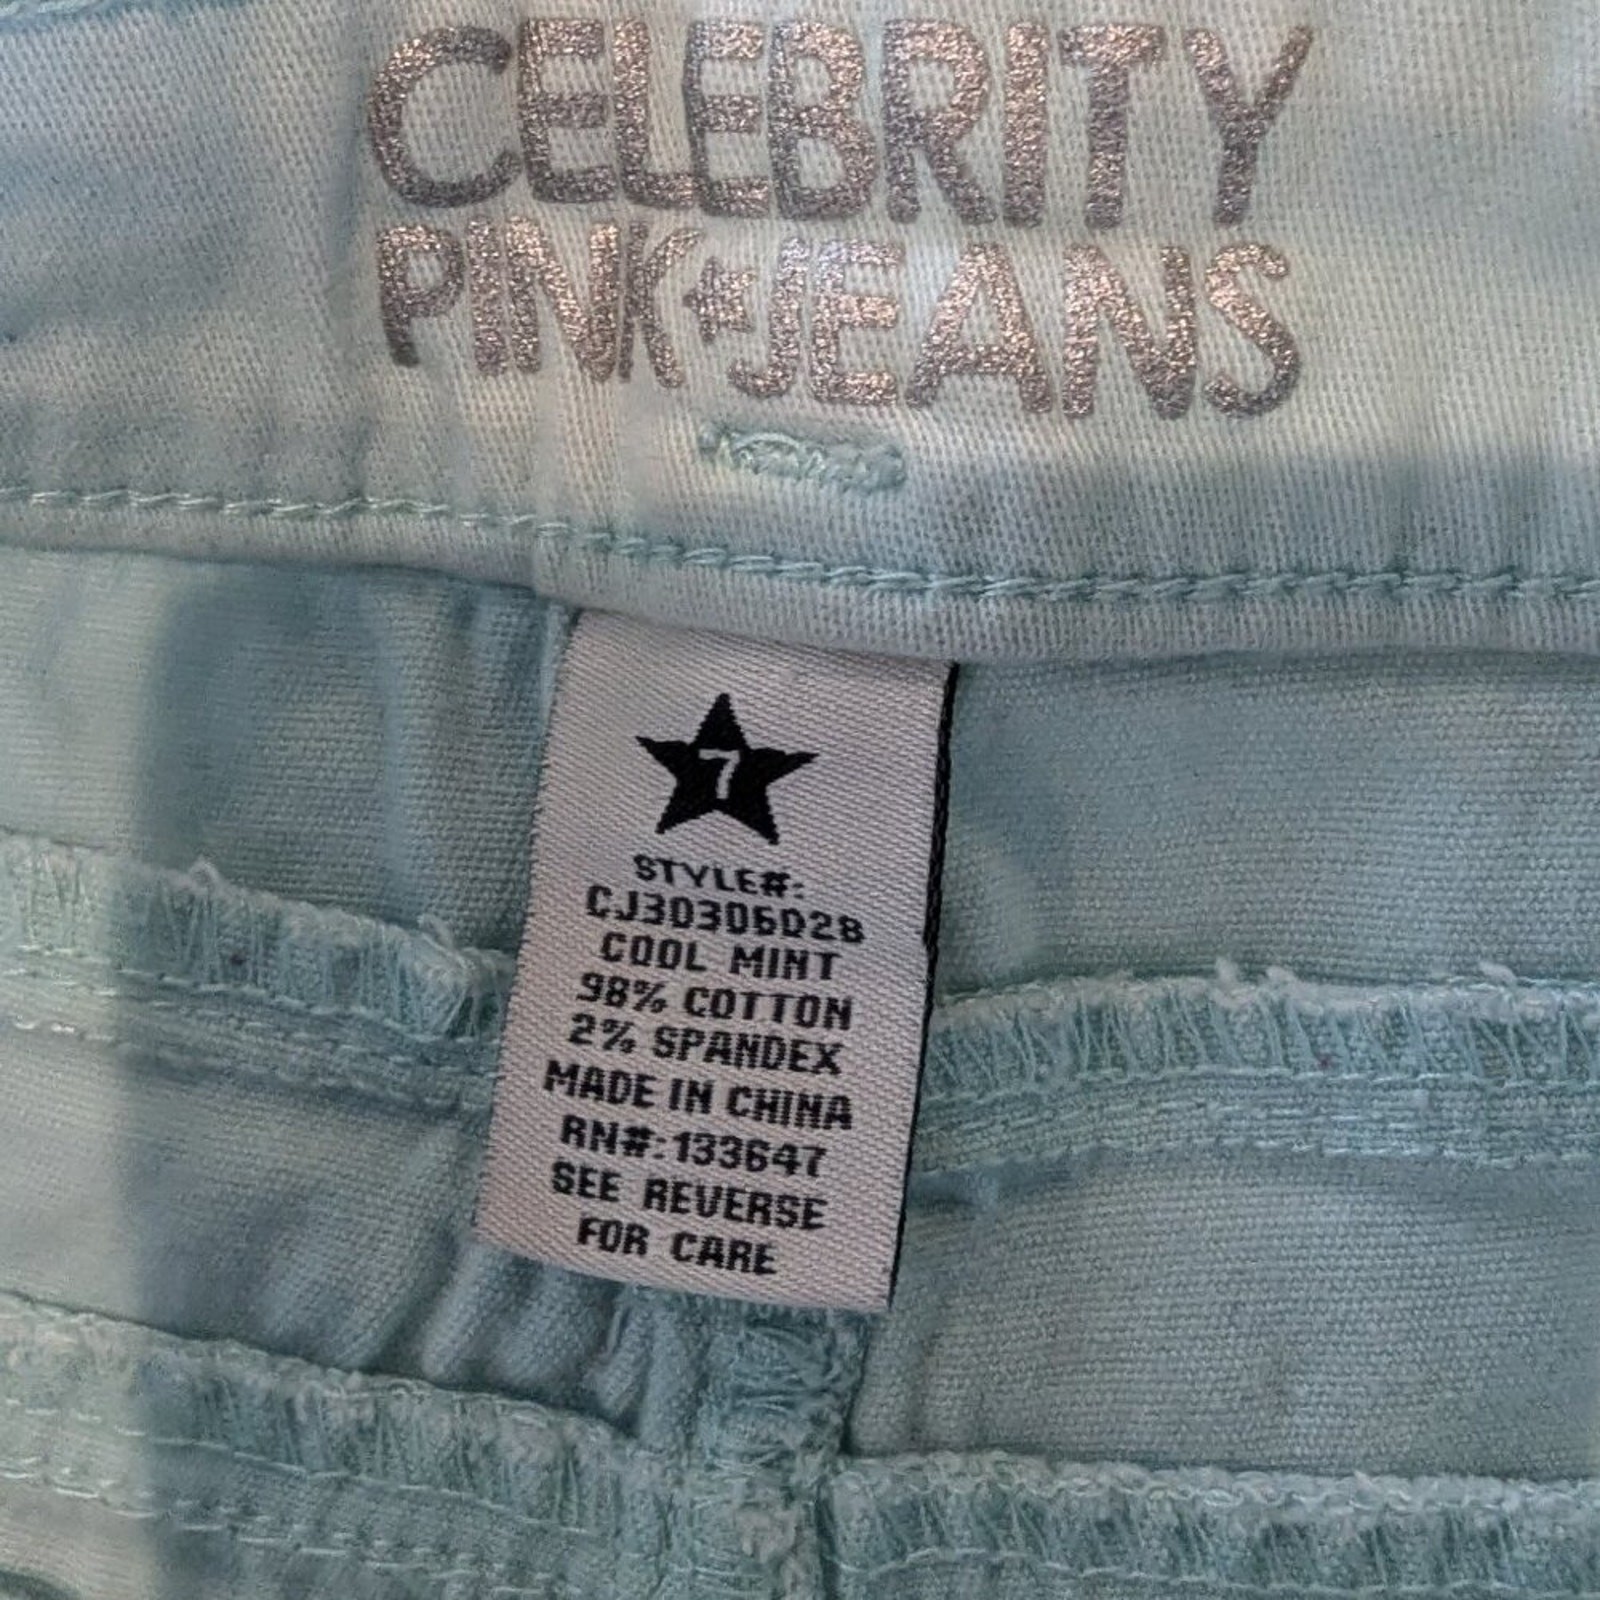 CELEBRITY
PINK★JEANS
7
STYLE#:
CJ30306D28
COOL MINT
98% COTTON
2% SPANDEX
MADE IN CHINA
RN#:133647
SEE REVERSE
FOR CARE